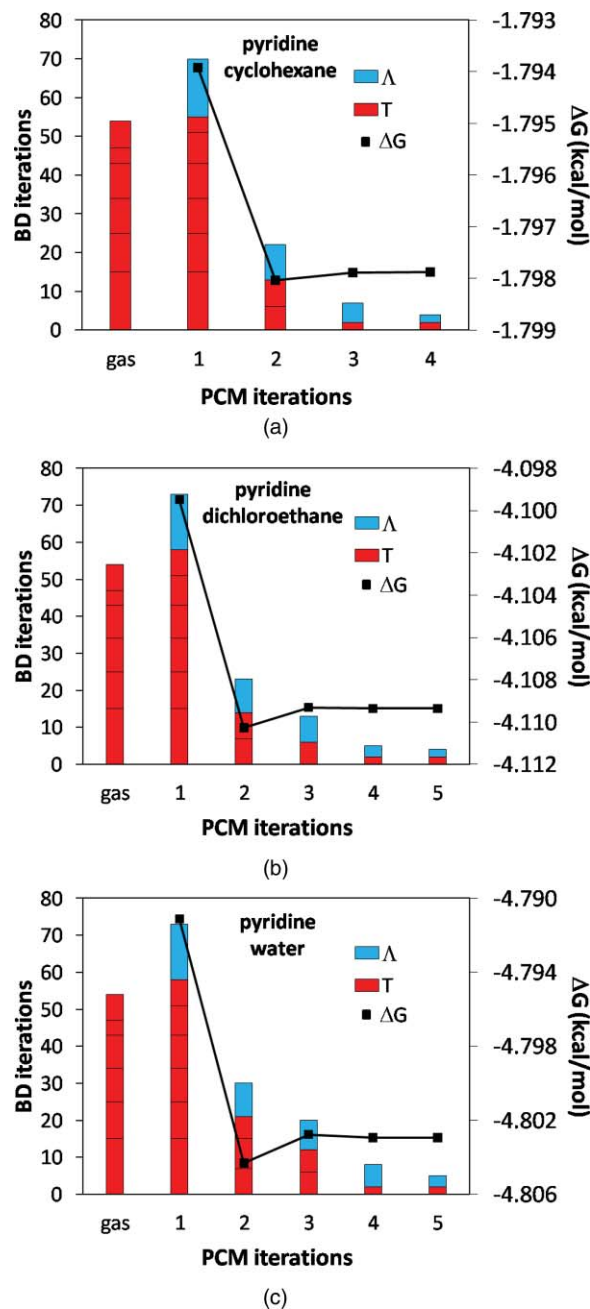 80
70
60
50
40
30
20
10
0
BD iterations
pyridine
cyclohexane
Λ
T
ΔG
-1.793
-1.794
-1.795
-1.796
-1.797
-1.798
-1.799
ΔG (kcal/mol)
gas 1 2 3 4
PCM iterations
(a)
80
70
60
50
40
30
20
10
0
BD iterations
pyridine
dichloroethane
Λ
T
ΔG
-4.098
-4.100
-4.102
-4.104
-4.106
-4.108
-4.110
-4.112
ΔG (kcal/mol)
gas 1 2 3 4 5
PCM iterations
(b)
80
70
60
50
40
30
20
10
0
BD iterations
pyridine
water
Λ
T
ΔG
-4.790
-4.794
-4.798
-4.802
-4.806
ΔG (kcal/mol)
gas 1 2 3 4 5
PCM iterations
(c)